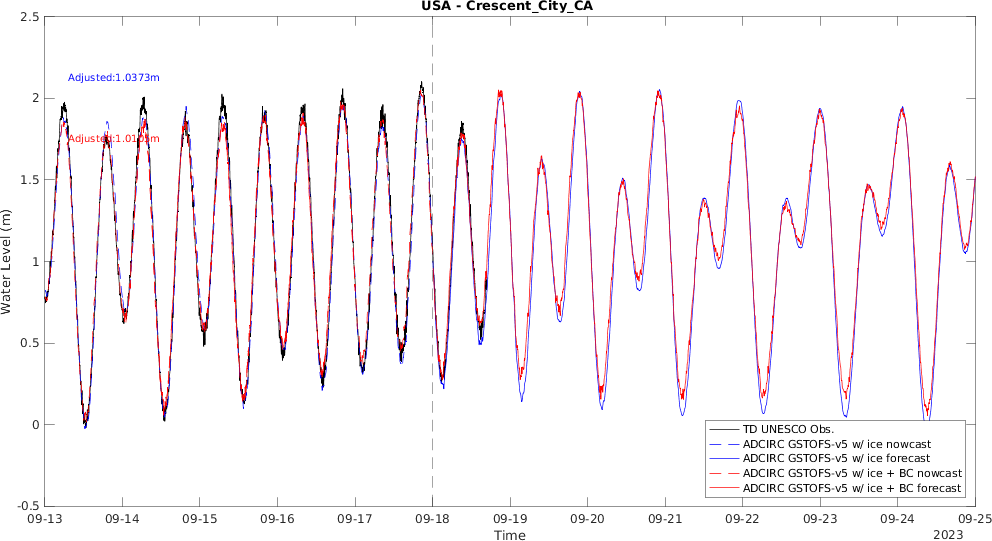 USA - Crescent_City_CA
2.5
2
1.5
1
0.5
0
-0.5
Water Level (m)
Adjusted:1.0373m
Adjusted:1.0105m
TD UNESCO Obs.
ADCIRC GSTOFS-v5 w/ ice nowcast
ADCIRC GSTOFS-v5 w/ ice forecast
ADCIRC GSTOFS-v5 w/ ice + BC nowcast
ADCIRC GSTOFS-v5 w/ ice + BC forecast
09-13 09-14 09-15 09-16 09-17 09-18 09-19 09-20 09-21 09-22 09-23 09-24 09-25
Time
2023